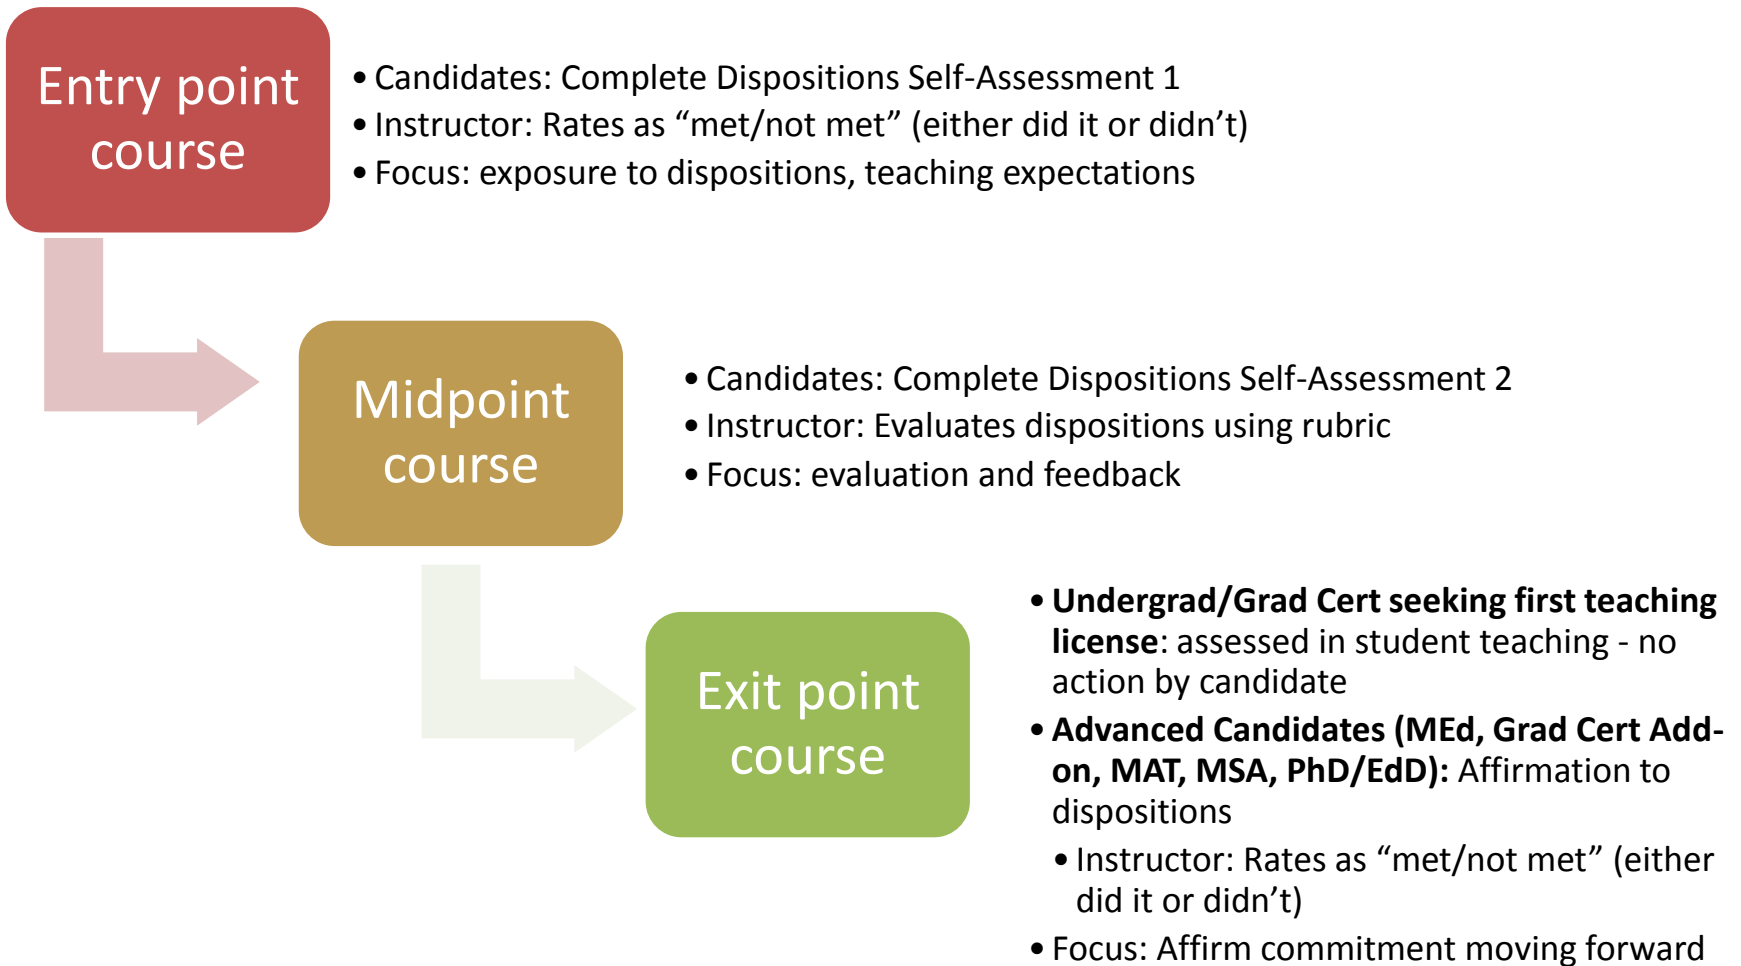 Entry point
course
• Candidates: Complete Dispositions Self-Assessment 1
• Instructor: Rates as “met/not met” (either did it or didn’t)
• Focus: exposure to dispositions, teaching expectations
Midpoint
course
• Candidates: Complete Dispositions Self-Assessment 2
• Instructor: Evaluates dispositions using rubric
• Focus: evaluation and feedback
Exit point
course
• Undergrad/Grad Cert seeking first teaching
license: assessed in student teaching - no
action by candidate
• Advanced Candidates (MEd, Grad Cert Add-
on, MAT, MSA, PhD/EdD): Affirmation to
dispositions
• Instructor: Rates as “met/not met” (either
did it or didn’t)
• Focus: Affirm commitment moving forward